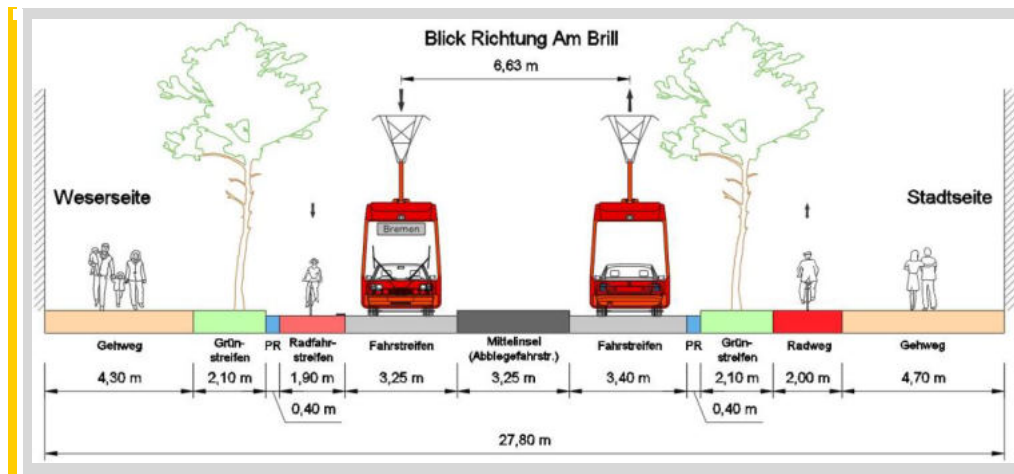 Blick Richtung Am Brill
6,63 m
Weserseite
Stadtseite
Bremen
Gehweg
Grün-
streifen
PR
Radfahr-
streifen
Fahrstreifen
Mittelinsel
(Abblegefahrstr.)
Fahrstreifen
PR
Grün-
streifen
Radweg
Gehweg
4,30 m
2,10 m
1,90 m
3,25 m
3,25 m
3,40 m
2,10 m
2,00 m
4,70 m
0,40 m
0,40 m
27,80 m